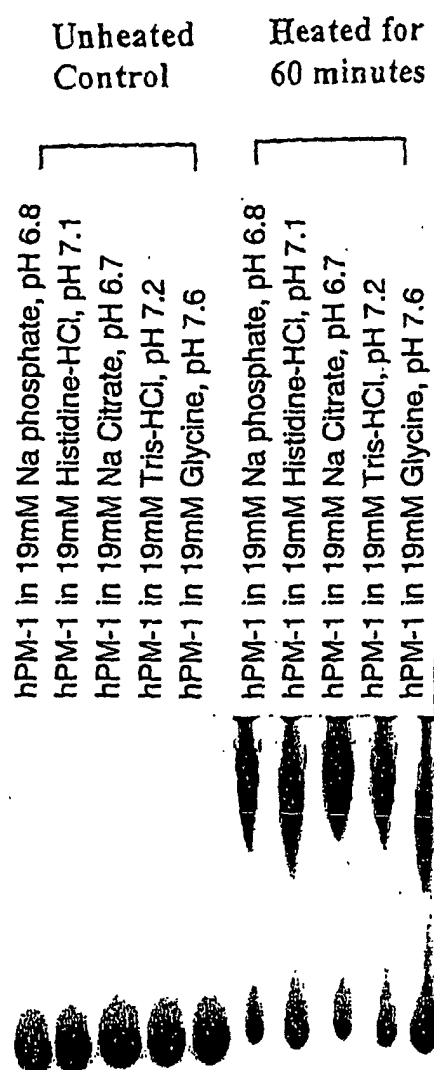 Unheated
Control
Heated for
60 minutes
hPM-1 in 19mM Na phosphate, pH 6.8
hPM-1 in 19mM Histidine-HCl, pH 7.1
hPM-1 in 19mM Na Citrate, pH 6.7
hPM-1 in 19mM Tris-HCl, pH 7.2
hPM-1 in 19mM Glycine, pH 7.6
hPM-1 in 19mM Na phosphate, pH 6.8
hPM-1 in 19mM Histidine-HCl, pH 7.1
hPM-1 in 19mM Na Citrate, pH 6.7
hPM-1 in 19mM Tris-HCl, pH 7.2
hPM-1 in 19mM Glycine, pH 7.6